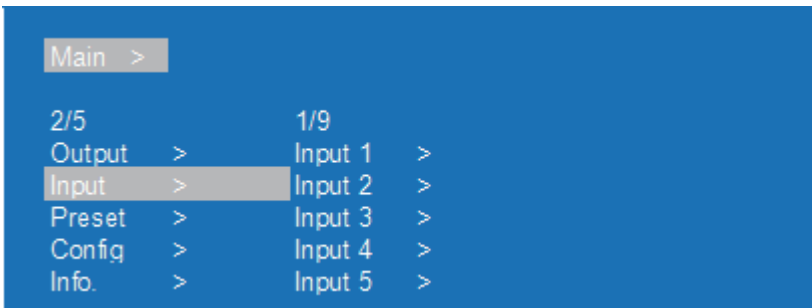 Main >
2/5 1/9
Output > Input 1 >
Input > Input 2 >
Preset > Input 3 >
Config > Input 4 >
Info. > Input 5 >